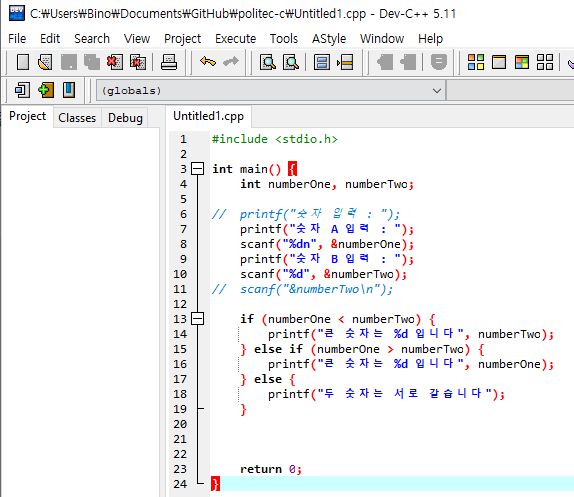 C:₩Users₩Bino₩Documents₩GitHub₩politec-c₩Untitled1.cpp - Dev-C++ 5.11
File Edit Search View Project Execute Tools AStyle Window Help
(globals)
Project Classes Debug
Untitled1.cpp
1 #include <stdio.h>
2
3 int main() {
4 int numberOne, numberTwo;
5
6 // printf("숫자 입력 : ");
7 printf("숫자 A입력 : ");
8 scanf("%dn", &numberOne);
9 printf("숫자 B입력 : ");
10 scanf("%d", &numberTwo);
11 // scanf("&numberTwo\n");
12
13 if (numberOne < numberTwo) {
14 printf("큰 숫자는 %d입니다", numberTwo);
15 } else if (numberOne > numberTwo) {
16 printf("큰 숫자는 %d입니다", numberOne);
17 } else {
18 printf("두 숫자는 서로 같습니다");
19 }
20
21
22
23 return 0;
24 }